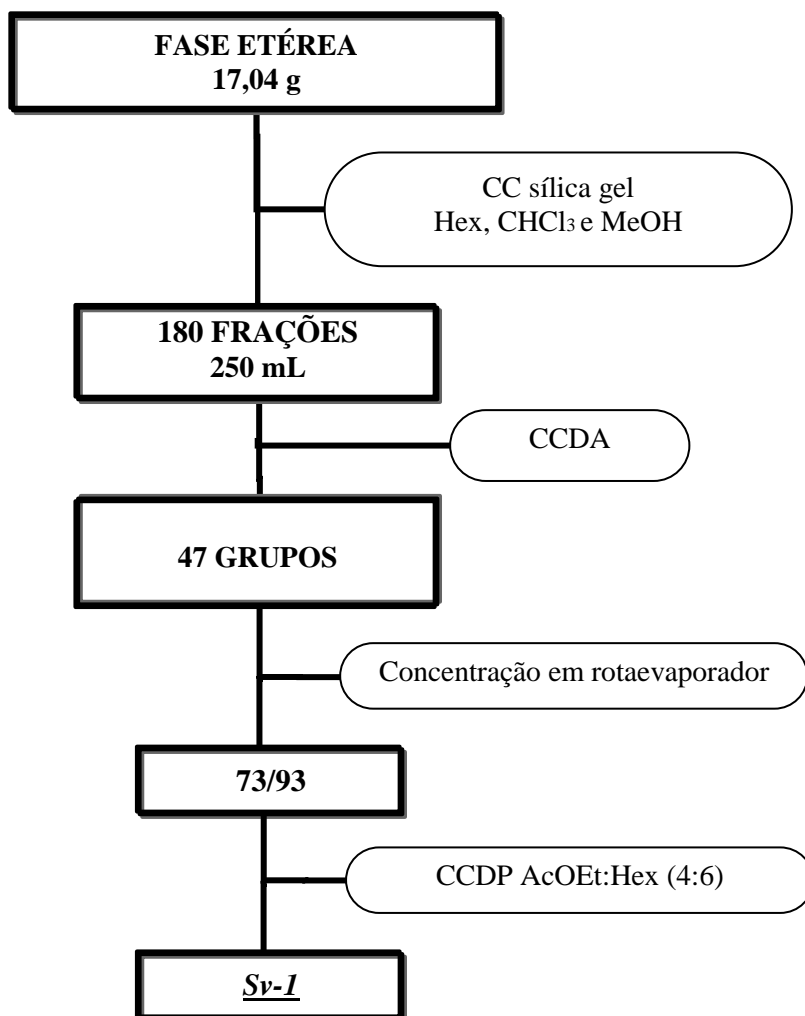 FASE ETÉREA
17,04 g
CC sílica gel
Hex, CHCl₃ e MeOH
180 FRAÇÕES
250 mL
CCDA
47 GRUPOS
Concentração em rotaevaporador
73/93
CCDP AcOEt:Hex (4:6)
Sv-1